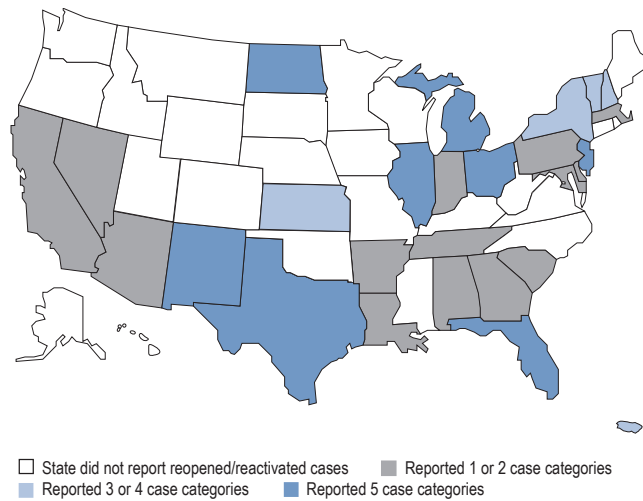 State did not report reopened/reactivated cases Reported 1 or 2 case categories
Reported 3 or 4 case categories Reported 5 case categories